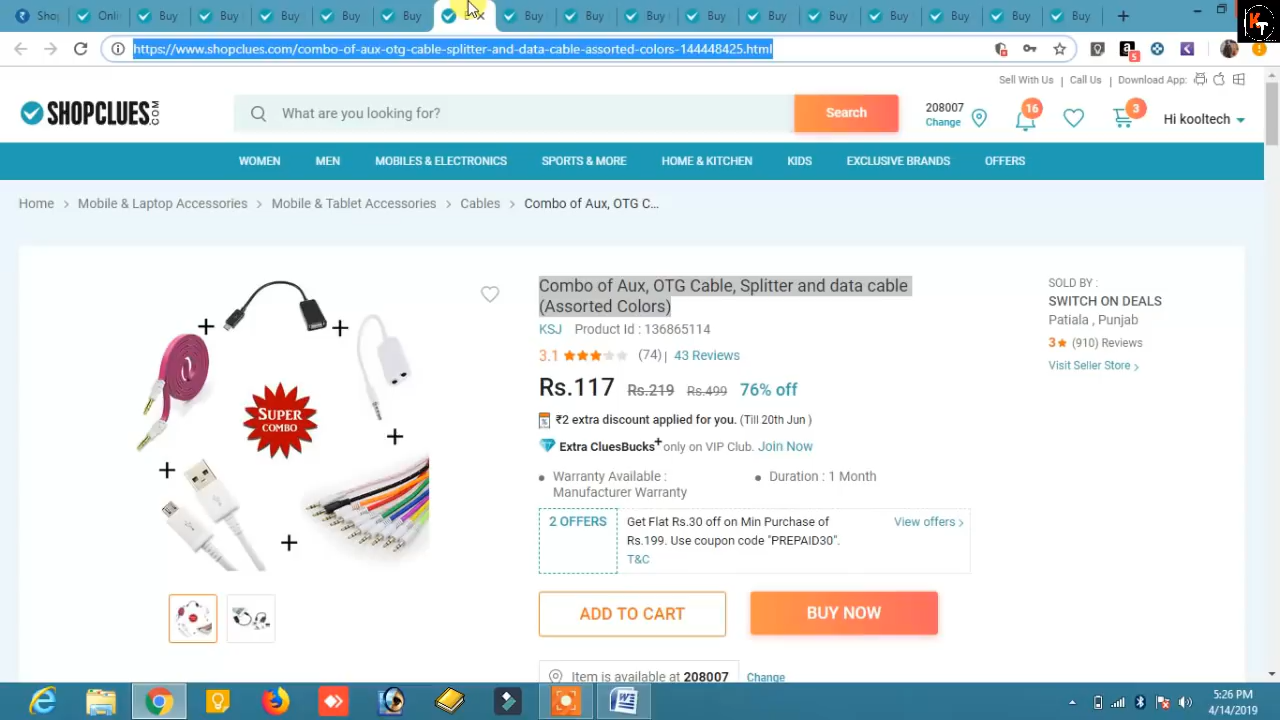 Shop
Onli
Buy
Buy
Buy
Buy
Buy
Buy
Buy
Buy
Buy
Buy
Buy
Buy
Buy
Buy
KT
https://www.shopclues.com/combo-of-aux-otg-cable-splitter-and-data-cable-assorted-colors-144448425.html
5
Sell With Us | Call Us | Download App:
SHOPCLUES.COM
What are you looking for?
Search
208007
Change
16
3
Hi kooltech
WOMEN MEN MOBILES & ELECTRONICS SPORTS & MORE HOME & KITCHEN KIDS EXCLUSIVE BRANDS OFFERS
Home > Mobile & Laptop Accessories > Mobile & Tablet Accessories > Cables > Combo of Aux, OTG C...
Combo of Aux, OTG Cable, Splitter and data cable
(Assorted Colors)
KSJ Product Id : 136865114
3.1 (74) | 43 Reviews
Rs.117 Rs.219 Rs.499 76% off
₹2 extra discount applied for you. (Till 20th Jun )
Extra CluesBucks+ only on VIP Club. Join Now
Warranty Available :
Manufacturer Warranty
Duration : 1 Month
2 OFFERS
Get Flat Rs.30 off on Min Purchase of
Rs.199. Use coupon code "PREPAID30".
T&C
View offers >
ADD TO CART
BUY NOW
Item is available at 208007 Change
SOLD BY :
SWITCH ON DEALS
Patiala , Punjab
3 (910) Reviews
Visit Seller Store >
SUPER
COMBO
5:26 PM
4/14/2019